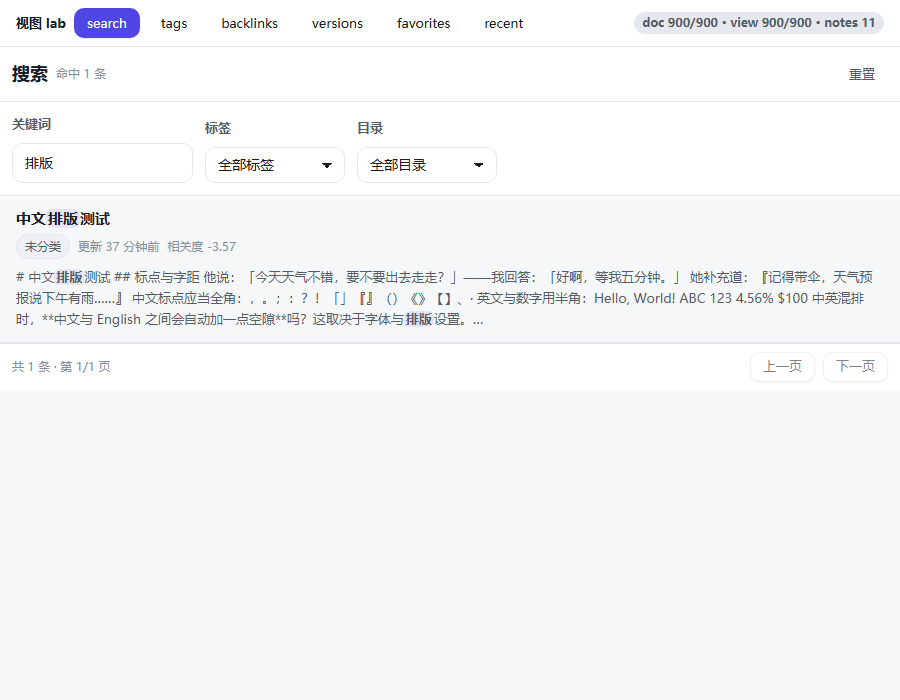 视图 lab search tags backlinks versions favorites recent doc 900/900 • view 900/900 • notes 11
搜索 命中 1 条 重置
关键词 标签 目录
排版 全部标签 全部目录
中文排版测试
未分类 更新 37 分钟前 相关度 -3.57
# 中文排版测试 ## 标点与字距 他说：「今天天气不错，要不要出去走走？」——我回答：「好啊，等我五分钟。」 她补充道：『记得带伞，天气预
报说下午有雨……』 中文标点应当全角：，。；：？！「」『』（）《》【】、· 英文与数字用半角：Hello, World! ABC 123 4.56% $100 中英混排
时，**中文与 English 之间会自动加一点空隙**吗？这取决于字体与排版设置。...
共 1 条 · 第 1/1 页 上一页 下一页